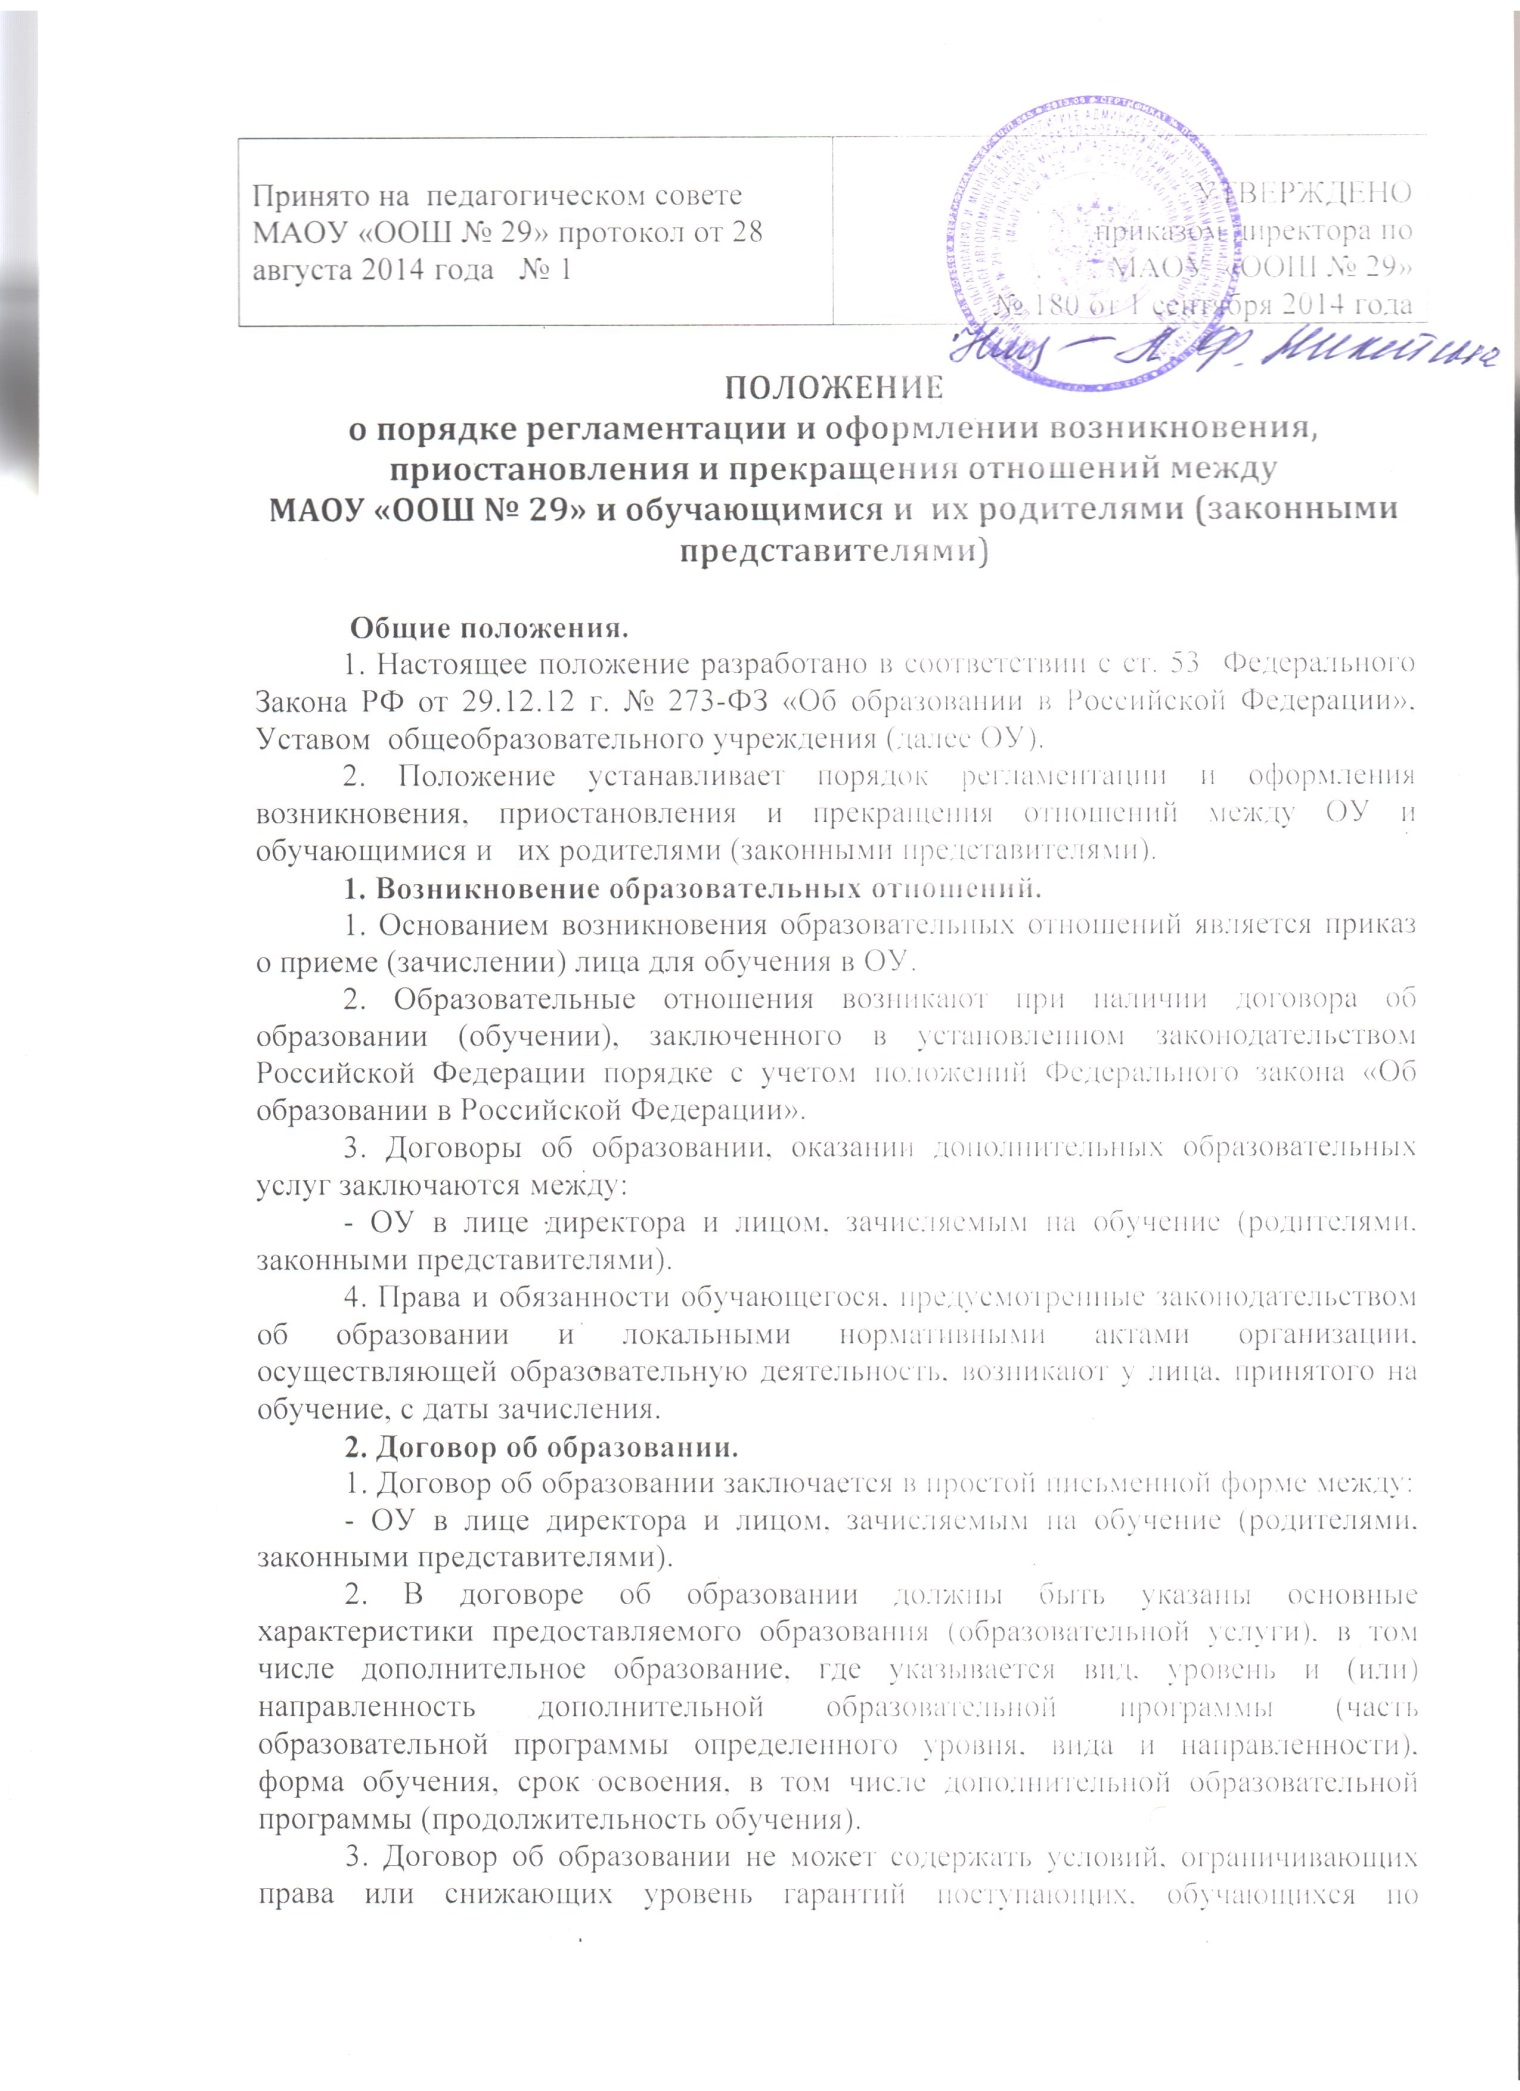 Принято на педагогическом совете
МАОУ «ООШ № 29» протокол от 28
августа 2014 года № 1
УТВЕРЖДЕНО
приказом директора по
МАОУ «ООШ № 29»
№ 180 от 1 сентября 2014 года
А Ф. Никитина
ПОЛОЖЕНИЕ
о порядке регламентации и оформлении возникновения,
приостановления и прекращения отношений между
МАОУ «ООШ № 29» и обучающимися и их родителями (законными
представителями)
Общие положения.
1. Настоящее положение разработано в соответствии с ст. 53 Федерального
Закона РФ от 29.12.12 г. № 273-ФЗ «Об образовании в Российской Федерации».
Уставом общеобразовательного учреждения (далее ОУ).
2. Положение устанавливает порядок регламентации и оформления
возникновения, приостановления и прекращения отношений между ОУ и
обучающимися и их родителями (законными представителями).
1. Возникновение образовательных отношений.
1. Основанием возникновения образовательных отношений является приказ
о приеме (зачислении) лица для обучения в ОУ.
2. Образовательные отношения возникают при наличии договора об
образовании (обучении), заключенного в установленном законодательством
Российской Федерации порядке с учетом положений Федерального закона «Об
образовании в Российской Федерации».
3. Договоры об образовании, оказании дополнительных образовательных
услуг заключаются между:
- ОУ в лице директора и лицом, зачисляемым на обучение (родителями,
законными представителями).
4. Права и обязанности обучающегося, предусмотренные законодательством
об образовании и локальными нормативными актами организации,
осуществляющей образовательную деятельность, возникают у лица, принятого на
обучение, с даты зачисления.
2. Договор об образовании.
1. Договор об образовании заключается в простой письменной форме между:
- ОУ в лице директора и лицом, зачисляемым на обучение (родителями,
законными представителями).
2. В договоре об образовании должны быть указаны основные
характеристики предоставляемого образования (образовательной услуги), в том
числе дополнительное образование, где указывается вид, уровень и (или)
направленность дополнительной образовательной программы (часть
образовательной программы определенного уровня, вида и направленности),
форма обучения, срок освоения, в том числе дополнительной образовательной
программы (продолжительность обучения).
3. Договор об образовании не может содержать условий, ограничивающих
права или снижающих уровень гарантий поступающих, обучающихся по